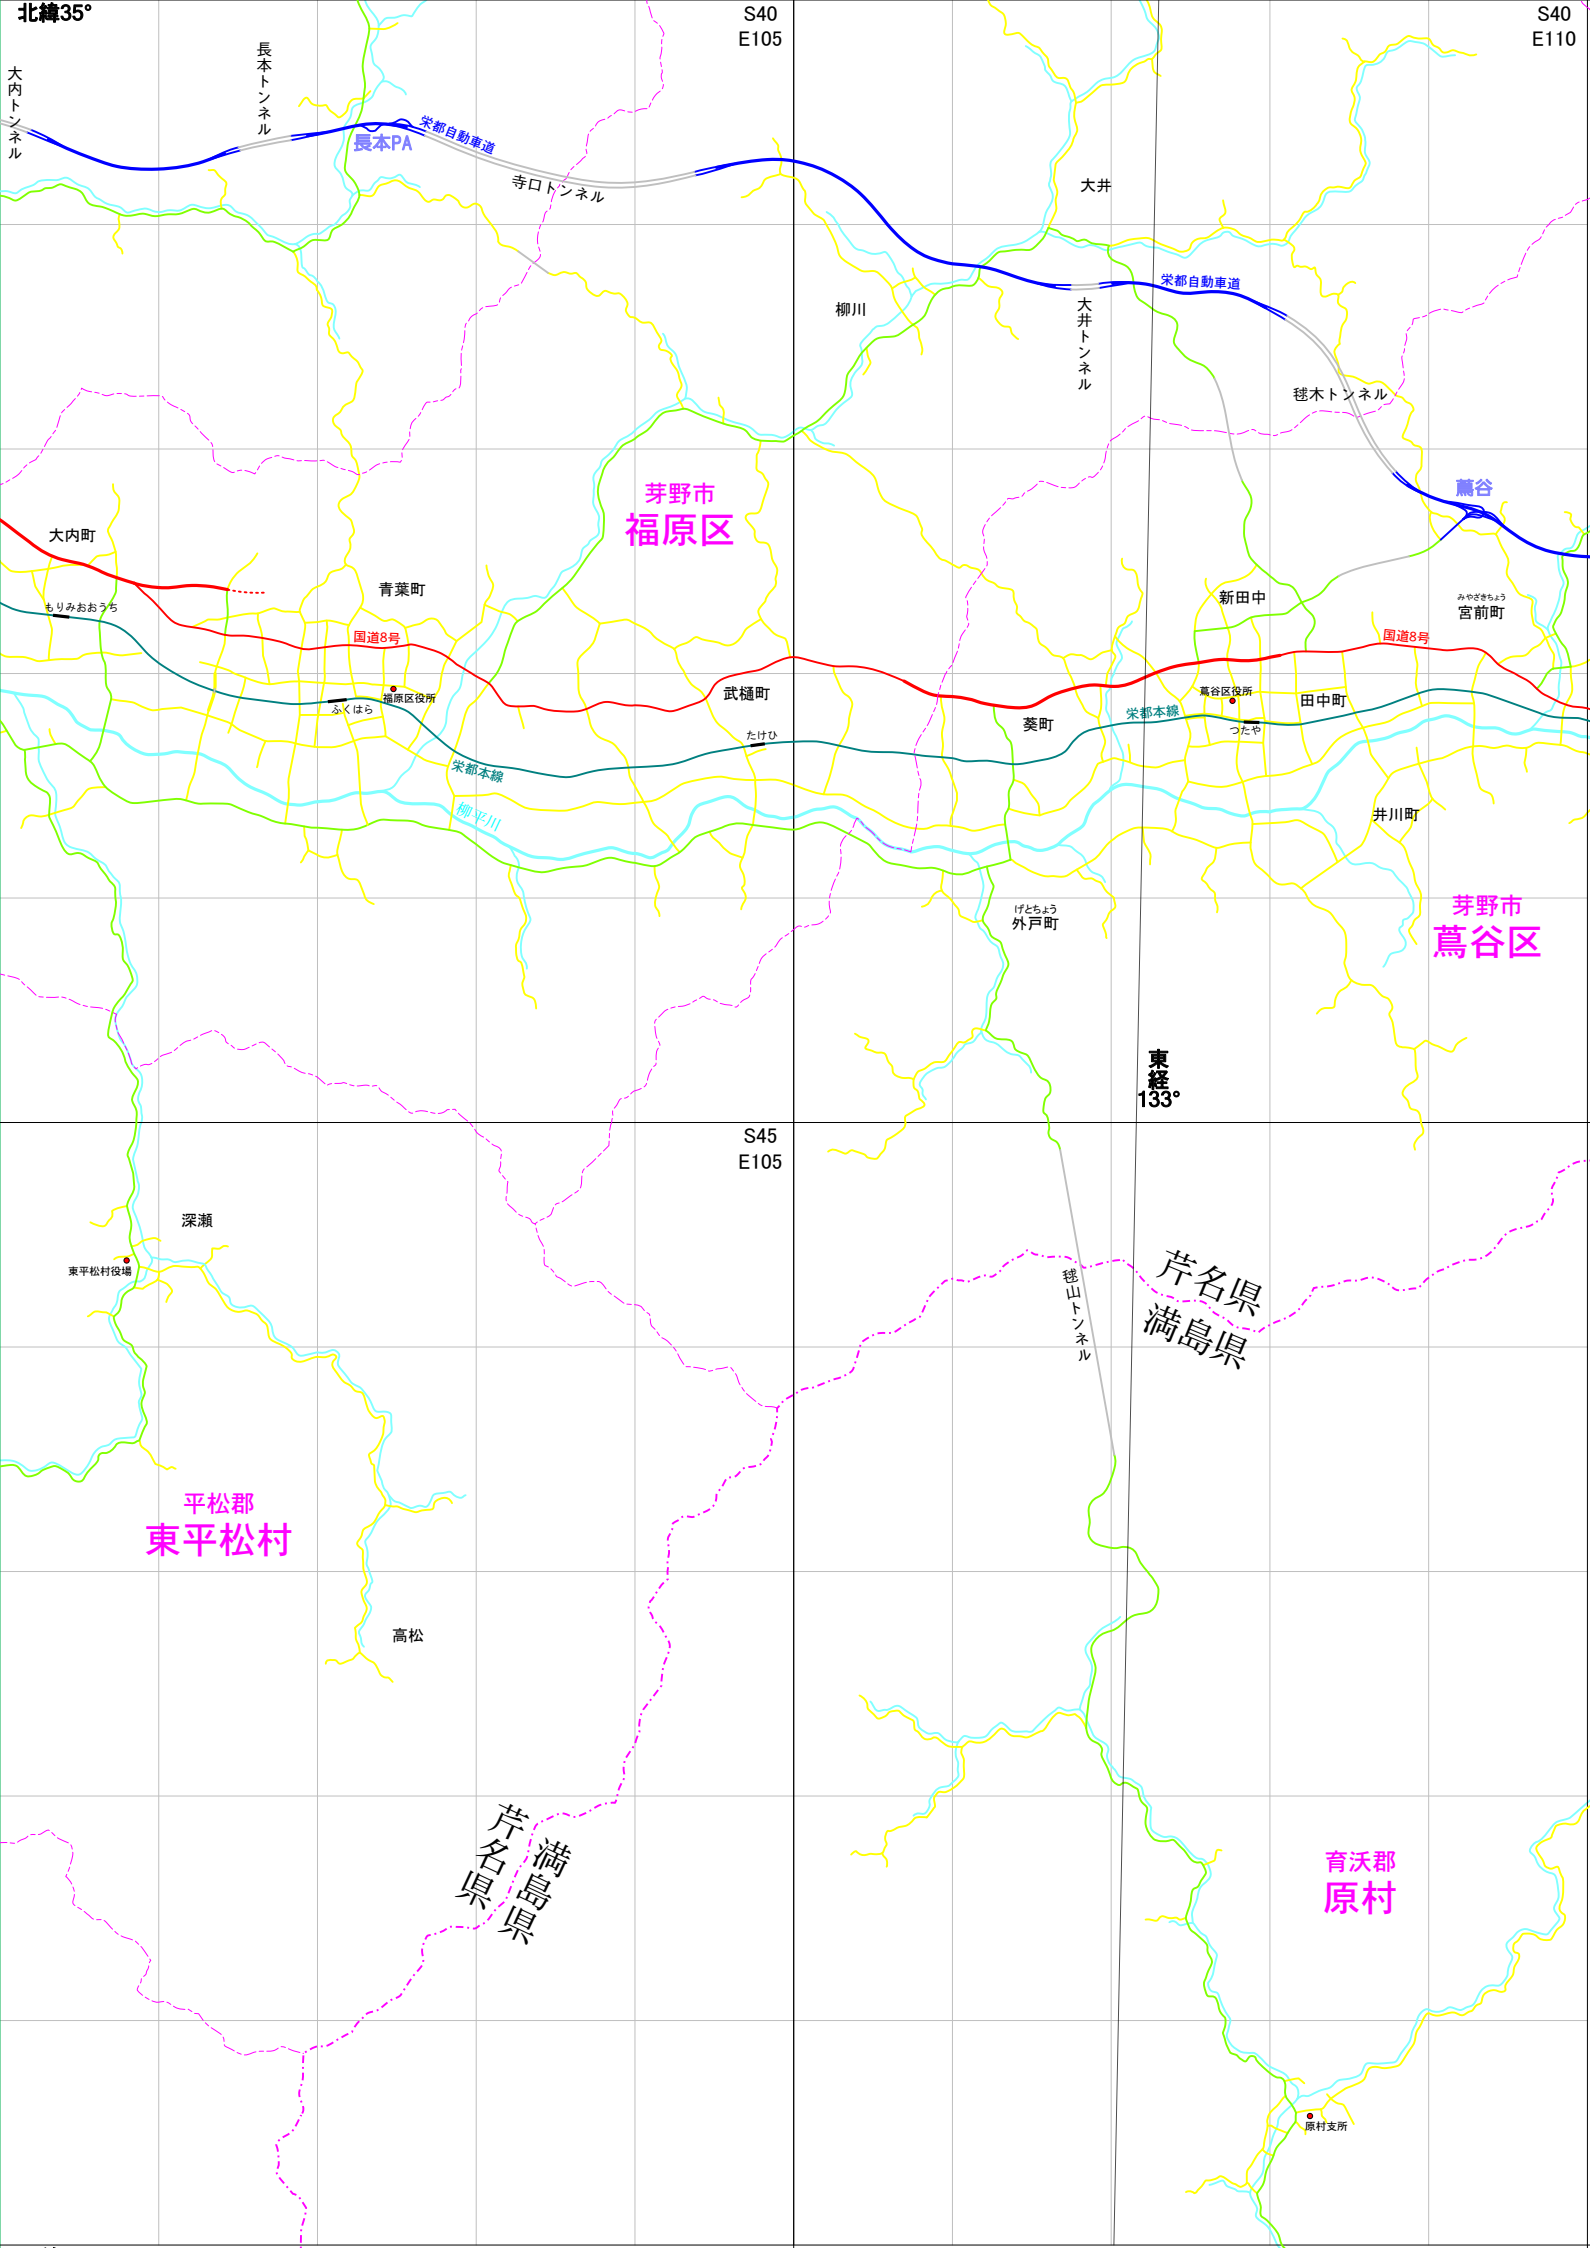 北緯35°
S40
E105
S40
E110
大内トンネル
長本トンネル
長本PA
栄都自動車道
寺口トンネル
大井
柳川
大井トンネル
栄都自動車道
毬木トンネル
芽野市
福原区
蔦谷
大内町
青葉町
もりみおおうち
国道8号
新田中
みやざきちょう
宮前町
国道8号
福原区役所
ふくはら
武樋町
たけひ
葵町
蔦谷区役所
栄都本線
つたや
田中町
栄都本線
柳平川
井川町
げとちょう
外戸町
芽野市
蔦谷区
東経
133°
S45
E105
深瀬
東平松村役場
毬山トンネル
芹名県
満島県
平松郡
東平松村
高松
芹名県
満島県
育沃郡
原村
原村支所